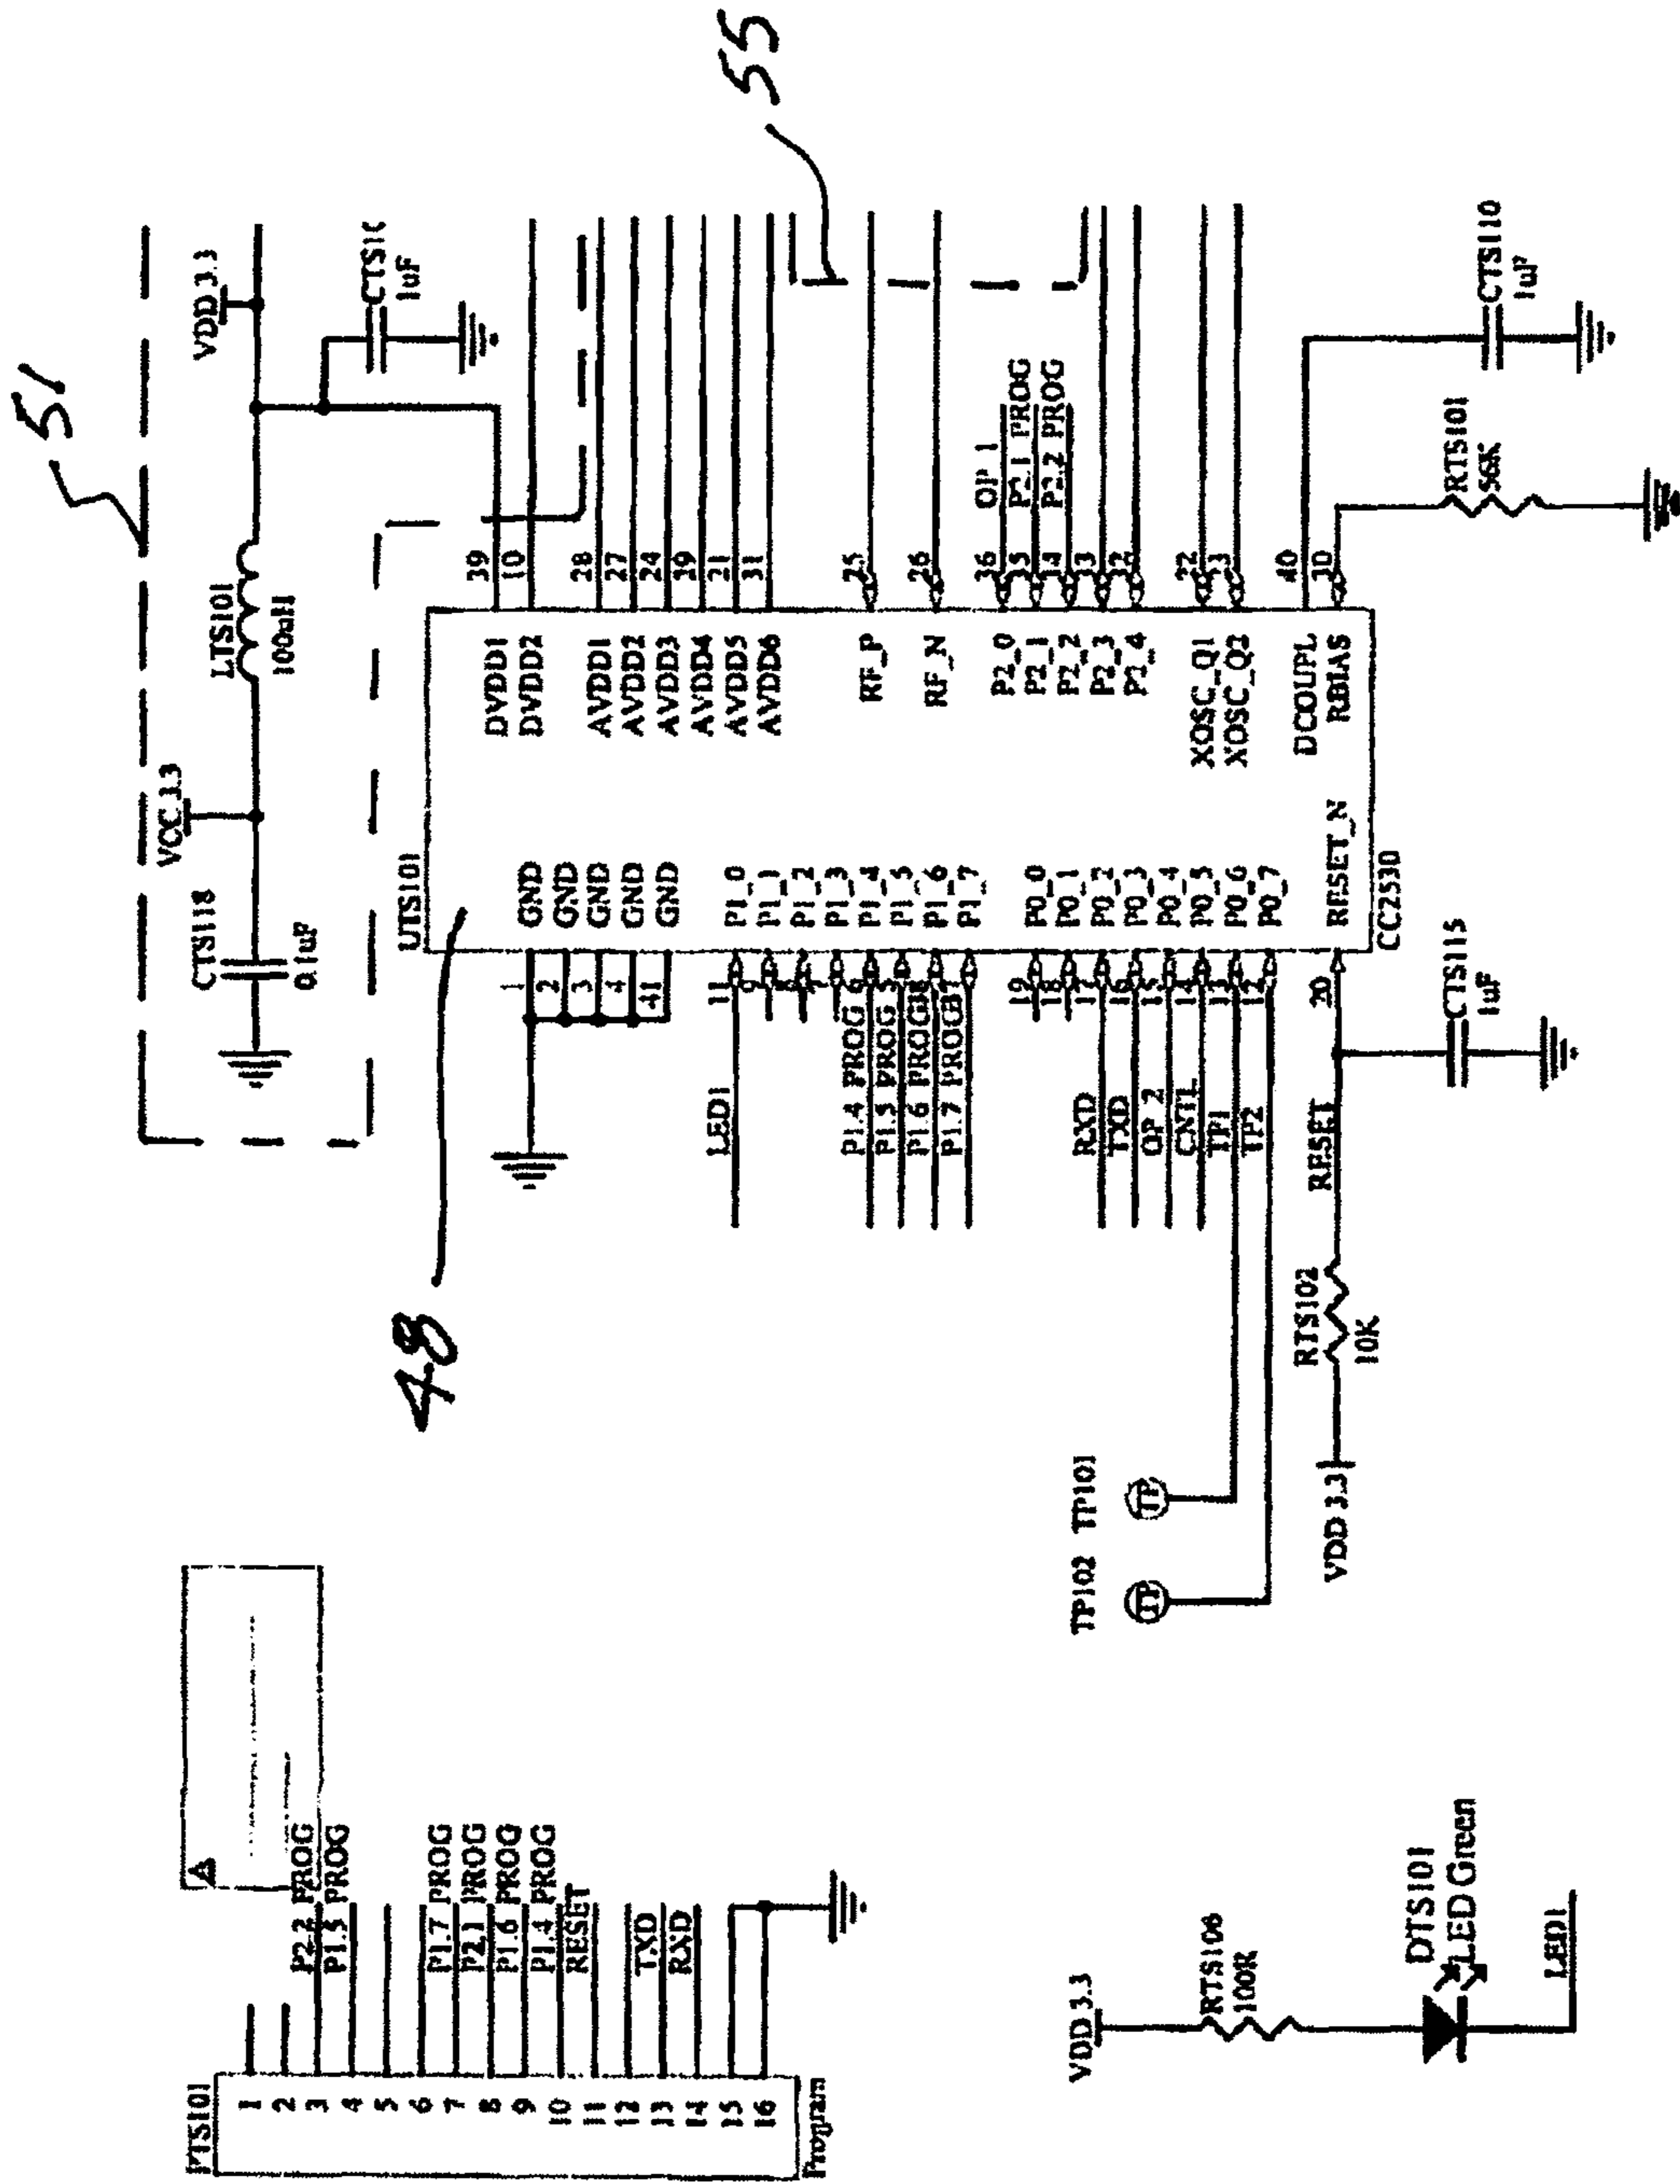 51
VCC 3.3
VDD 3.3
CTS118
0.1uF
LTS101
100uH
CTS10
1uF
55
48
UTS101
1
GND
2
GND
3
GND
4
GND
41
GND
LED1
11
P1_0
9
P1_1
8
P1_2
7
P1_3
P1.4 PROG
6
P1_4
P1.5 PROG
5
P1_5
P1.6 PROG
P1_6
P1.7 PROG
P1_7
19
P0_0
18
P0_1
RXD
17
P0_2
TXD
16
P0_3
OP 2
15
P0_4
CNTL
14
P0_5
TP1
13
P0_6
TP2
12
P0_7
RESET
20
RESET_N
CC2530
DVDD1
39
DVDD2
10
AVDD1
28
AVDD2
27
AVDD3
24
AVDD4
29
AVDD5
21
AVDD6
31
RF_P
25
RF_N
26
P2_0
36
OP 1
P2_1
35
P2.1 PROG
P2_2
34
P2.2 PROG
P2_3
33
P2_4
32
XOSC_Q1
22
XOSC_Q2
23
DCOUPL
40
RBIAS
30
RTS101
56K
CTS110
1uF
CTS115
1uF
RTS102
10K
VDD 3.3
TP102
TP101
TP
TP
PTS101
1
2
3
P2.2 PROG
4
P1.5 PROG
5
6
7
P1.7 PROG
8
P2.1 PROG
9
P1.6 PROG
10
P1.4 PROG
11
RESET
12
13
TXD
14
RXD
15
16
Program
VDD 3.3
RTS106
100R
DTS101
LED Green
LED1